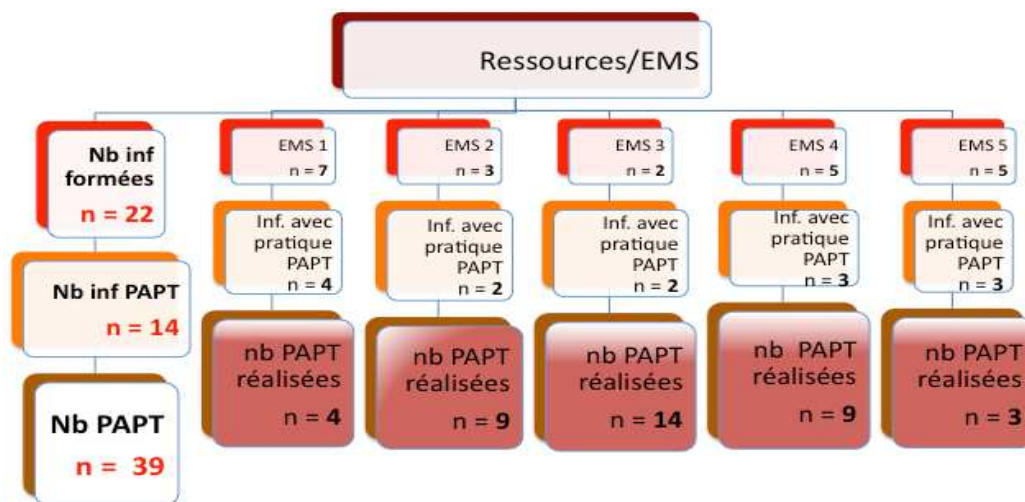 Ressources/EMS
Nb inf
formées
n = 22
Nb inf PAPT
n = 14
Nb PAPT
n = 39
EMS 1
n = 7
Inf. avec
pratique
PAPT
n = 4
nb PAPT
réalisées
n = 4
EMS 2
n = 3
Inf. avec
pratique
PAPT
n = 2
nb PAPT
réalisées
n = 9
EMS 3
n = 2
Inf. avec
pratique
PAPT
n = 2
nb PAPT
réalisées
n = 14
EMS 4
n = 5
Inf. avec
pratique
PAPT
n = 3
nb PAPT
réalisées
n = 9
EMS 5
n = 5
Inf. avec
pratique
PAPT
n = 3
nb PAPT
réalisées
n = 3